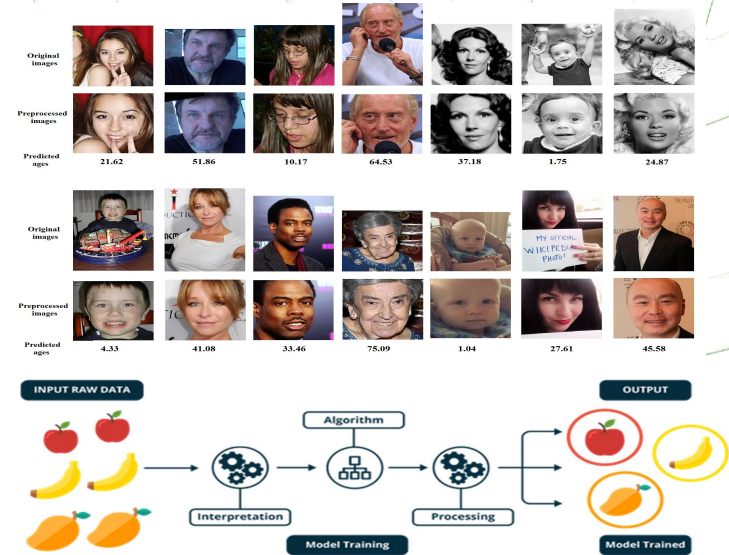 Original
images
Preprocessed
images
Predicted
ages
21.62 51.86 10.17 64.53 37.18 1.75 24.87
Original
images
MY OFFICIAL
WIKIPEDIA
PHOTO!
Preprocessed
images
Predicted
ages
4.33 41.08 33.46 75.09 1.04 27.61 45.58
INPUT RAW DATA
OUTPUT
Algorithm
Interpretation
Processing
Model Training
Model Trained